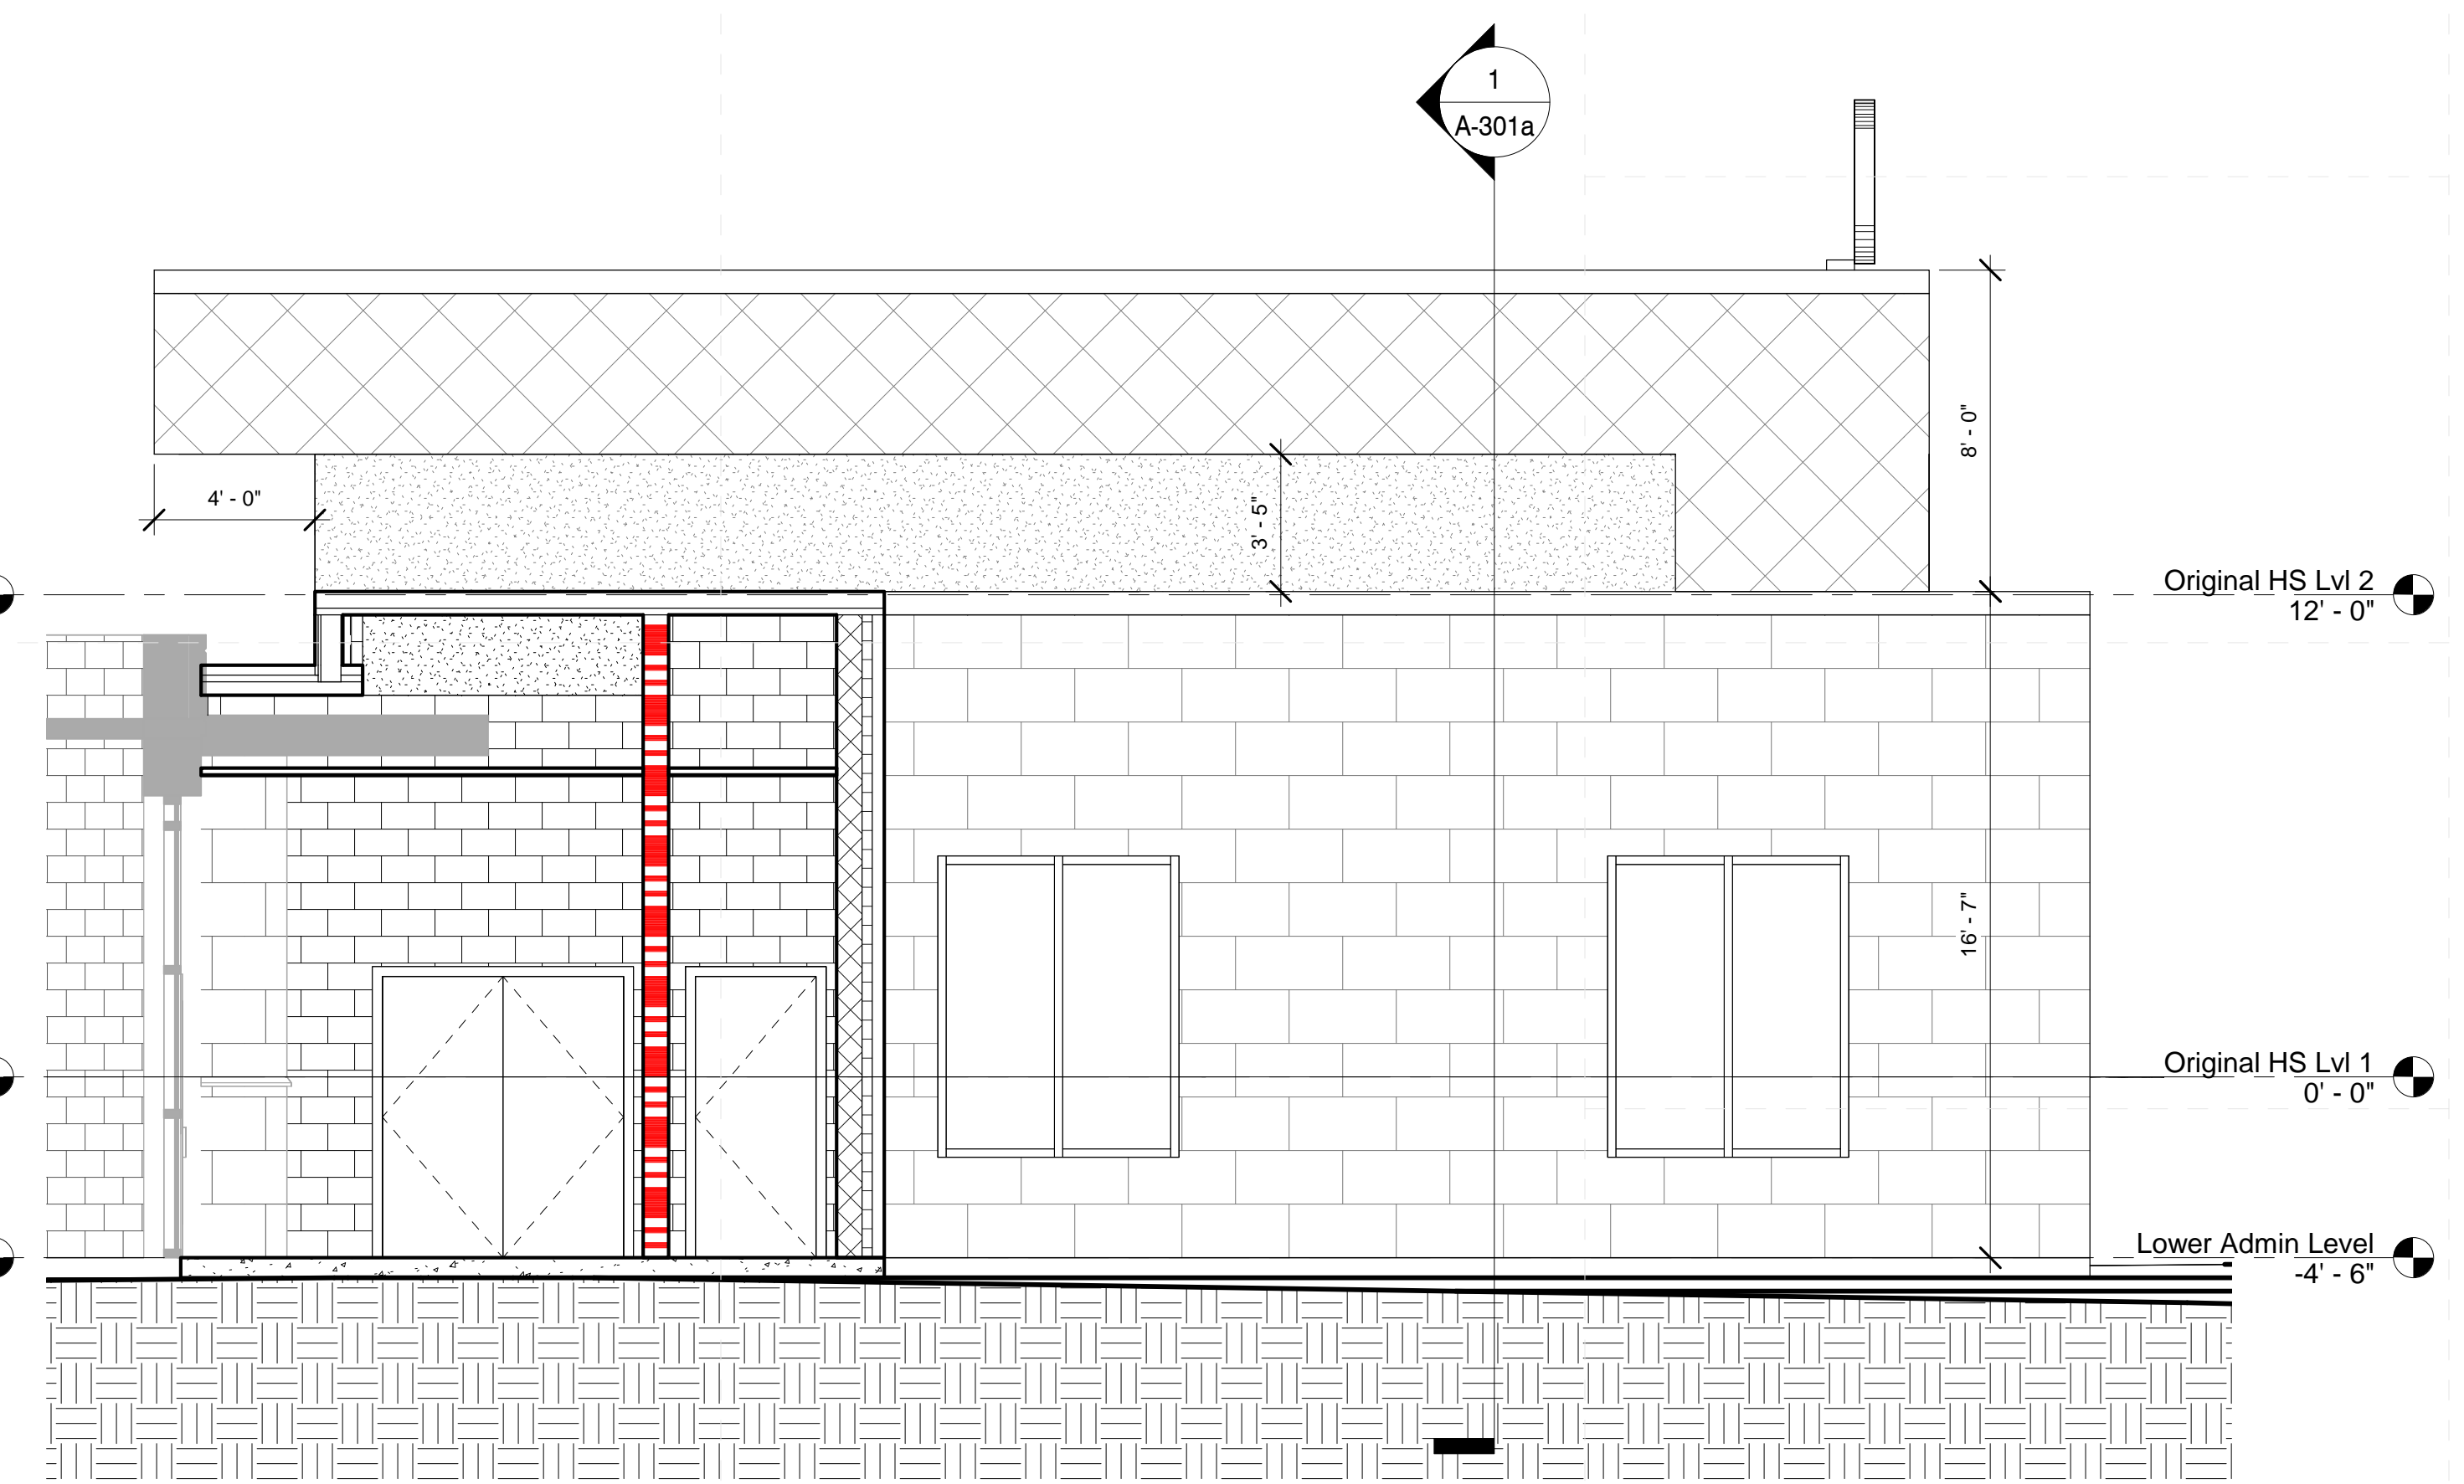 1
A-301a
8' - 0"
4' - 0"
3' - 5"
Original HS Lvl 2
12' - 0"
16' - 7"
Original HS Lvl 1
0' - 0"
Lower Admin Level
-4' - 6"